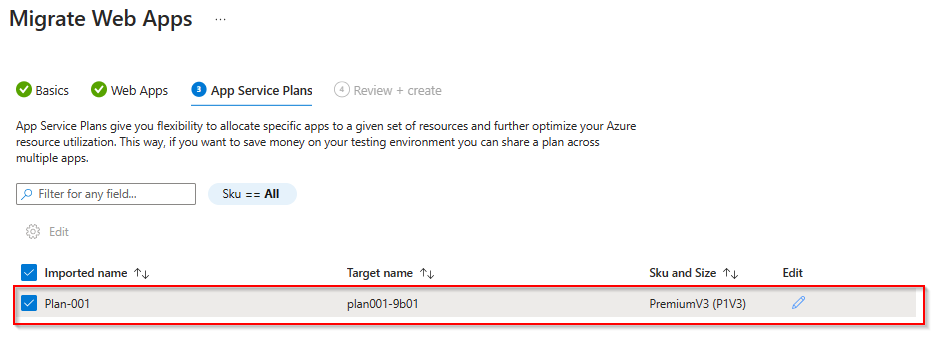 Migrate Web Apps ...
Basics Web Apps 3 App Service Plans 4 Review + create
App Service Plans give you flexibility to allocate specific apps to a given set of resources and further optimize your Azure
resource utilization. This way, if you want to save money on your testing environment you can share a plan across
multiple apps.
Filter for any field... Sku == All
Edit
Imported name ↑↓ Target name ↑↓ Sku and Size ↑↓ Edit
Plan-001 plan001-9b01 PremiumV3 (P1V3)